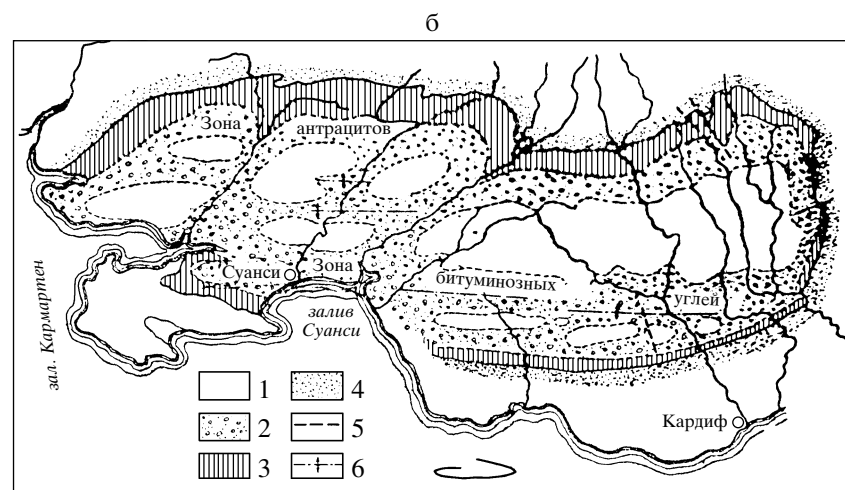 б
Зона
антрацитов
Суанси
Зона
битуминозных
углей
залив
Суанси
зал. Кармартен
Кардиф
1
2
3
4
5
6